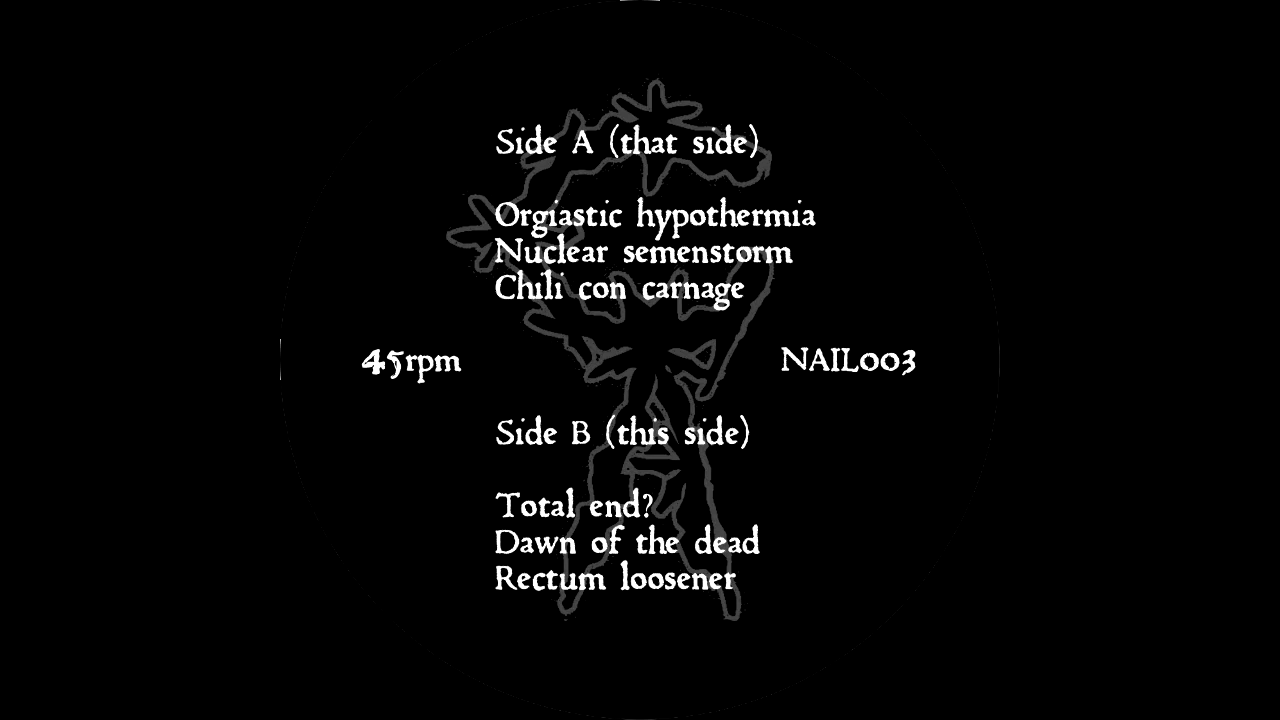 Side A (that side)
Orgiastic hypothermia
Nuclear semenstorm
Chili con carnage
45rpm
NAIL003
Side B (this side)
Total end?
Dawn of the dead
Rectum loosener